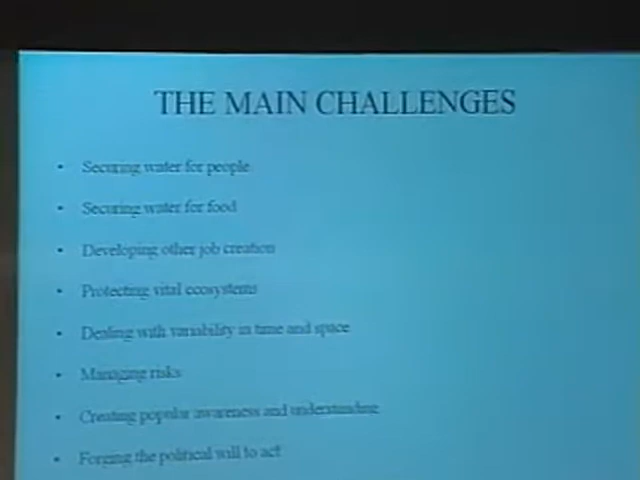 THE MAIN CHALLENGES
• Securing water for people
• Securing water for food
• Developing other job creation
• Protecting vital ecosystems
• Dealing with variability in time and space
• Managing risks
• Creating popular awareness and understanding
• Forging the political will to act